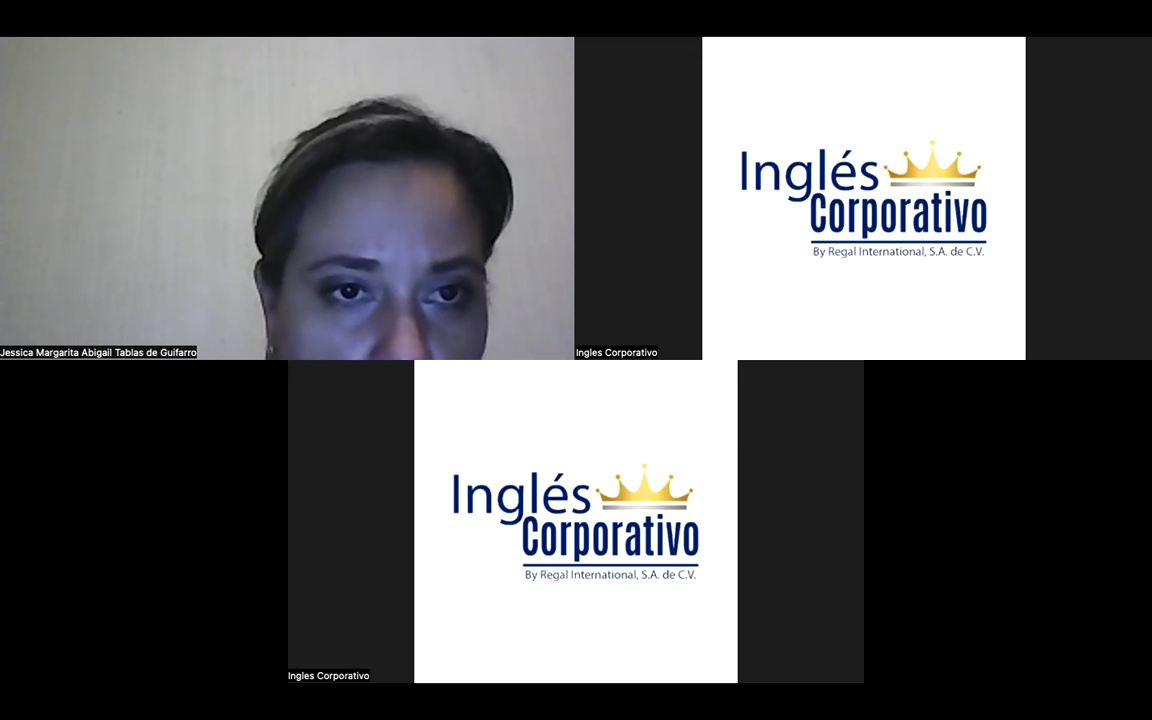 Inglés
Corporativo
By Regal International, S.A. de C.V.
Jessica Margarita Abigail Tablas de Guifarro
Ingles Corporativo
Inglés
Corporativo
By Regal International, S.A. de C.V.
Ingles Corporativo